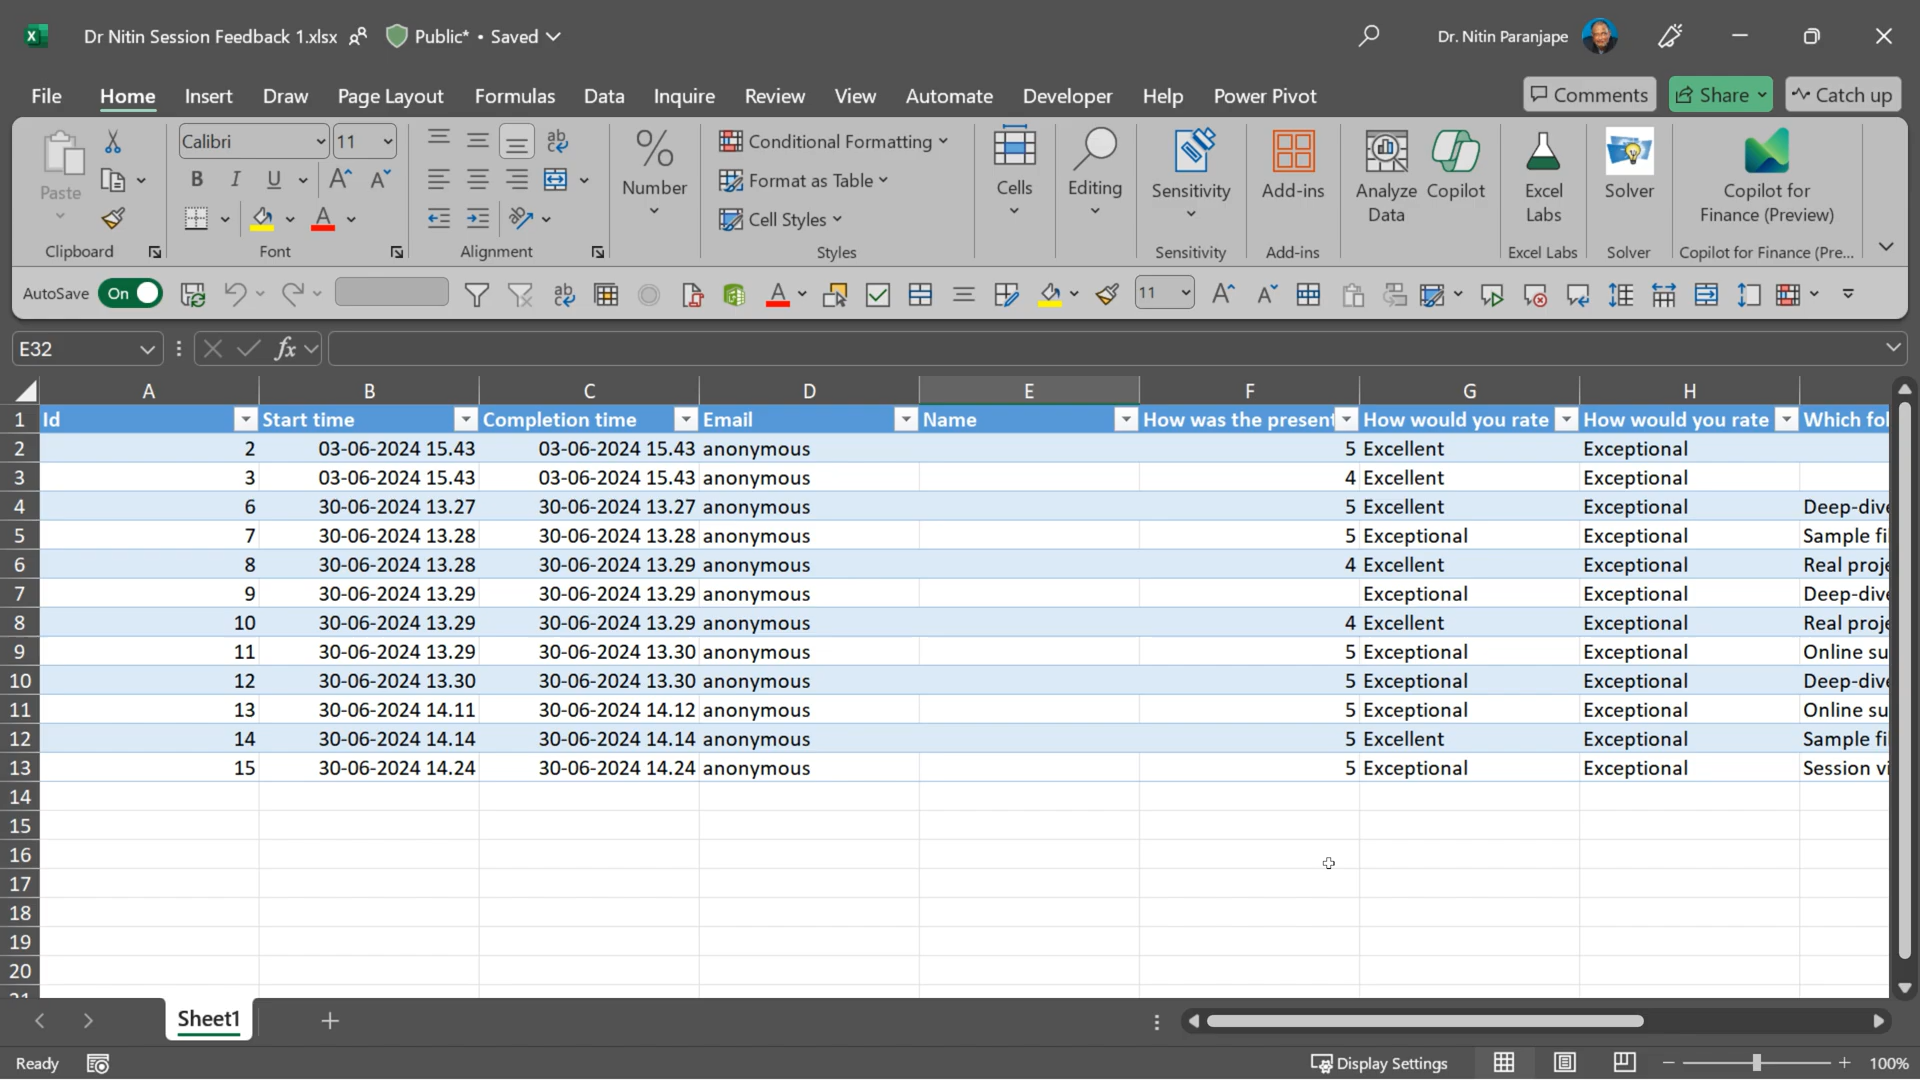 Dr Nitin Session Feedback 1.xlsx Public* • Saved Dr. Nitin Paranjape
File Home Insert Draw Page Layout Formulas Data Inquire Review View Automate Developer Help Power Pivot Comments Share Catch up
Paste Calibri 11 ab Number Conditional Formatting Format as Table Cell Styles Cells Editing Sensitivity Add-ins Analyze Data Copilot Excel Labs Solver Copilot for Finance (Preview)
B I U A A A
Clipboard Font Alignment Styles Sensitivity Add-ins Excel Labs Solver Copilot for Finance (Pre...
AutoSave On ab A 11 A A
E32 fx
A B C D E F G H
1 Id Start time Completion time Email Name How was the present How would you rate How would you rate Which fol
2 2 03-06-2024 15.43 03-06-2024 15.43 anonymous 5 Excellent Exceptional
3 3 03-06-2024 15.43 03-06-2024 15.43 anonymous 4 Excellent Exceptional
4 6 30-06-2024 13.27 30-06-2024 13.27 anonymous 5 Excellent Exceptional Deep-dive
5 7 30-06-2024 13.28 30-06-2024 13.28 anonymous 5 Exceptional Exceptional Sample fi
6 8 30-06-2024 13.28 30-06-2024 13.29 anonymous 4 Excellent Exceptional Real proje
7 9 30-06-2024 13.29 30-06-2024 13.29 anonymous Exceptional Exceptional Deep-dive
8 10 30-06-2024 13.29 30-06-2024 13.29 anonymous 4 Excellent Exceptional Real proje
9 11 30-06-2024 13.29 30-06-2024 13.30 anonymous 5 Exceptional Exceptional Online su
10 12 30-06-2024 13.30 30-06-2024 13.30 anonymous 5 Exceptional Exceptional Deep-dive
11 13 30-06-2024 14.11 30-06-2024 14.12 anonymous 5 Exceptional Exceptional Online su
12 14 30-06-2024 14.14 30-06-2024 14.14 anonymous 5 Excellent Exceptional Sample fi
13 15 30-06-2024 14.24 30-06-2024 14.24 anonymous 5 Exceptional Exceptional Session vi
14
15
16
17
18
19
20
21
Sheet1
Ready Display Settings 100%